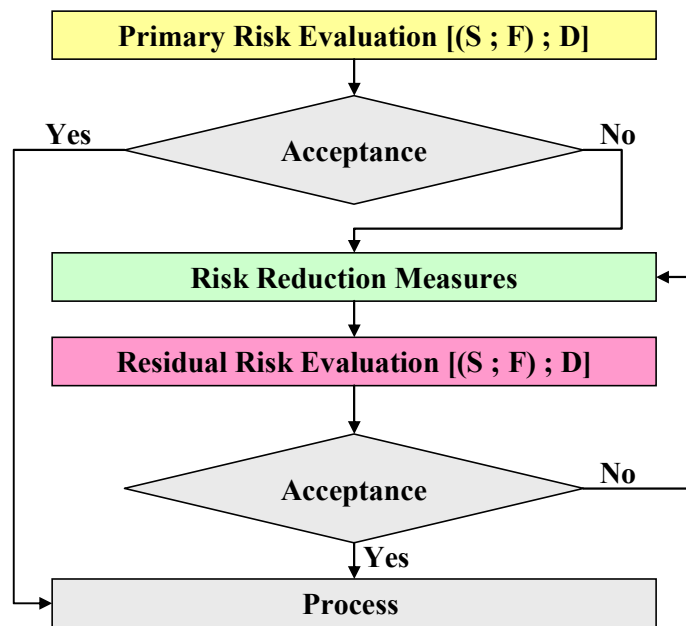 Primary Risk Evaluation [(S ; F) ; D]
Yes
No
Acceptance
Risk Reduction Measures
Residual Risk Evaluation [(S ; F) ; D]
Acceptance
No
Yes
Process